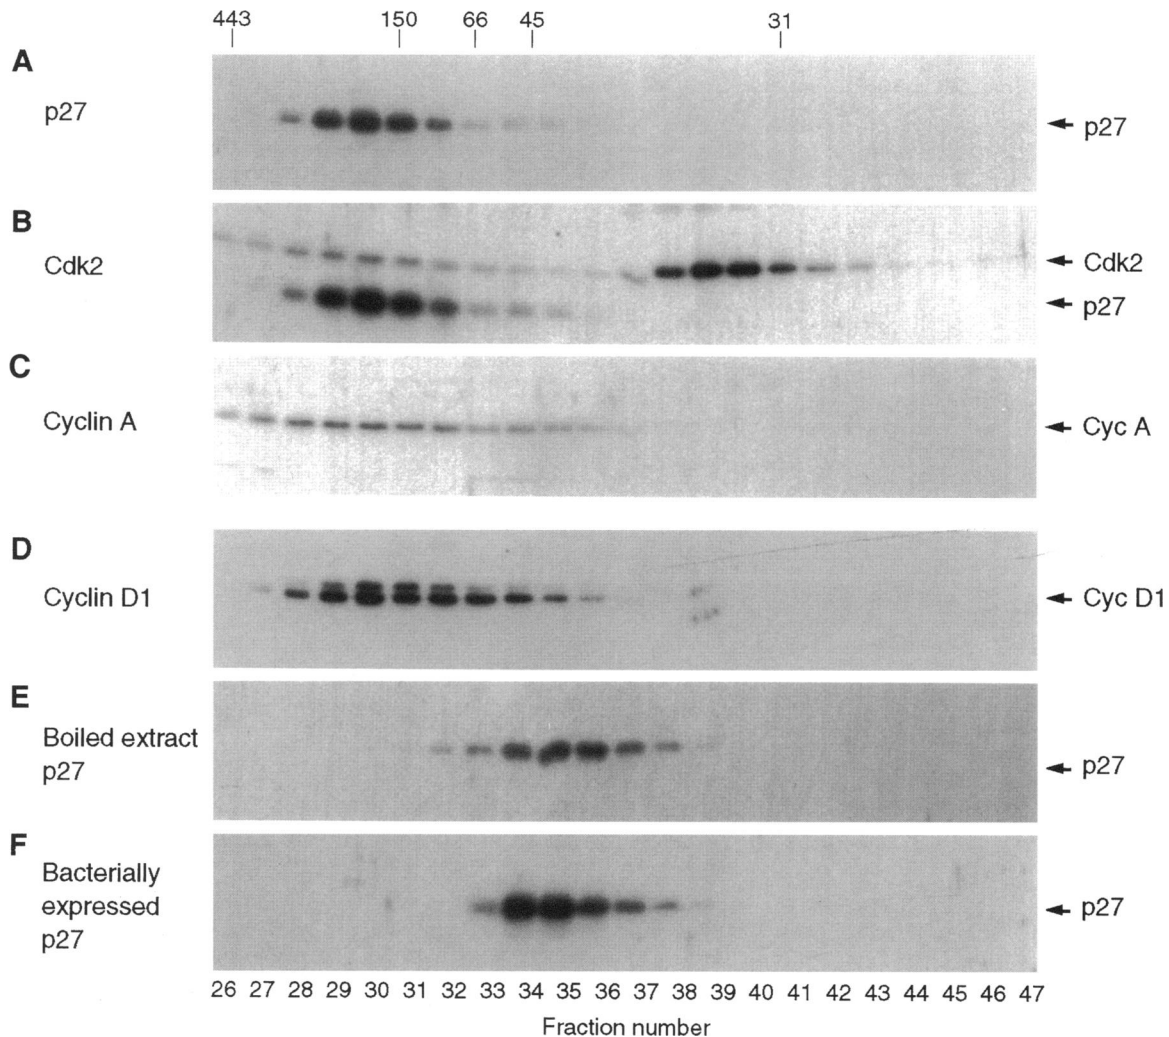 443 150 66 45 31
A
p27
p27
B
Cdk2
Cdk2
p27
C
Cyclin A
Cyc A
D
Cyclin D1
Cyc D1
E
Boiled extract
p27
p27
F
Bacterially
expressed
p27
p27
26 27 28 29 30 31 32 33 34 35 36 37 38 39 40 41 42 43 44 45 46 47
Fraction number